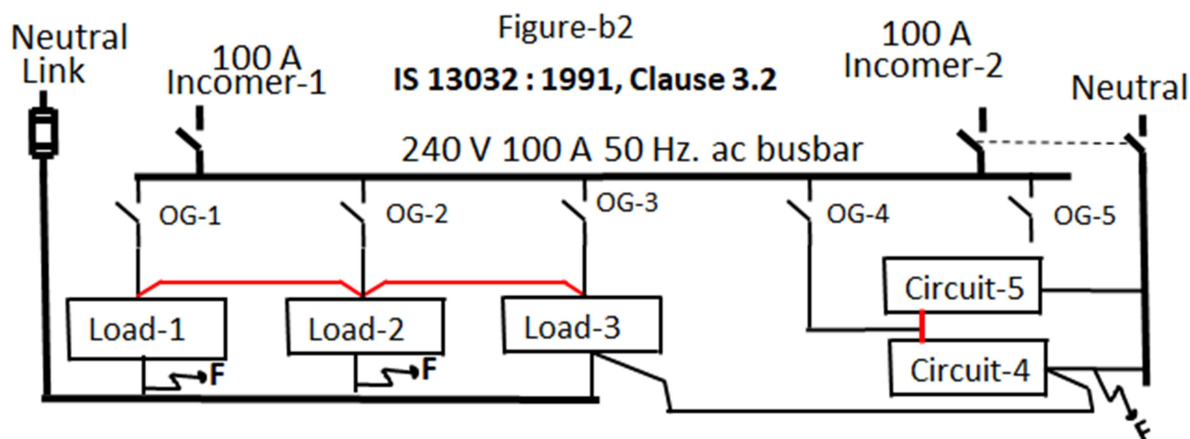 Figure-b2
Neutral
Link
100 A
Incomer-1
IS 13032 : 1991, Clause 3.2
100 A
Incomer-2
Neutral
240 V 100 A 50 Hz. ac busbar
OG-1
OG-2
OG-3
OG-4
OG-5
Load-1
Load-2
Load-3
Circuit-5
Circuit-4
F
F
F